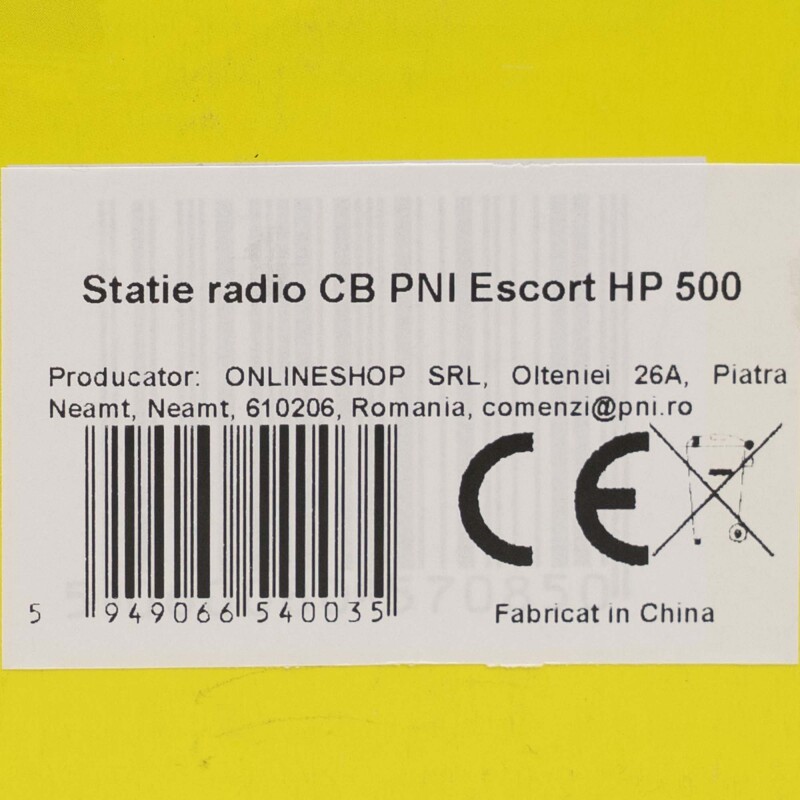 Statie radio CB PNI Escort HP 500
Producator: ONLINESHOP SRL, Olteniei 26A, Piatra
Neamt, Neamt, 610206, Romania, comenzi@pni.ro
CE
5 949066 540035
Fabricat in China